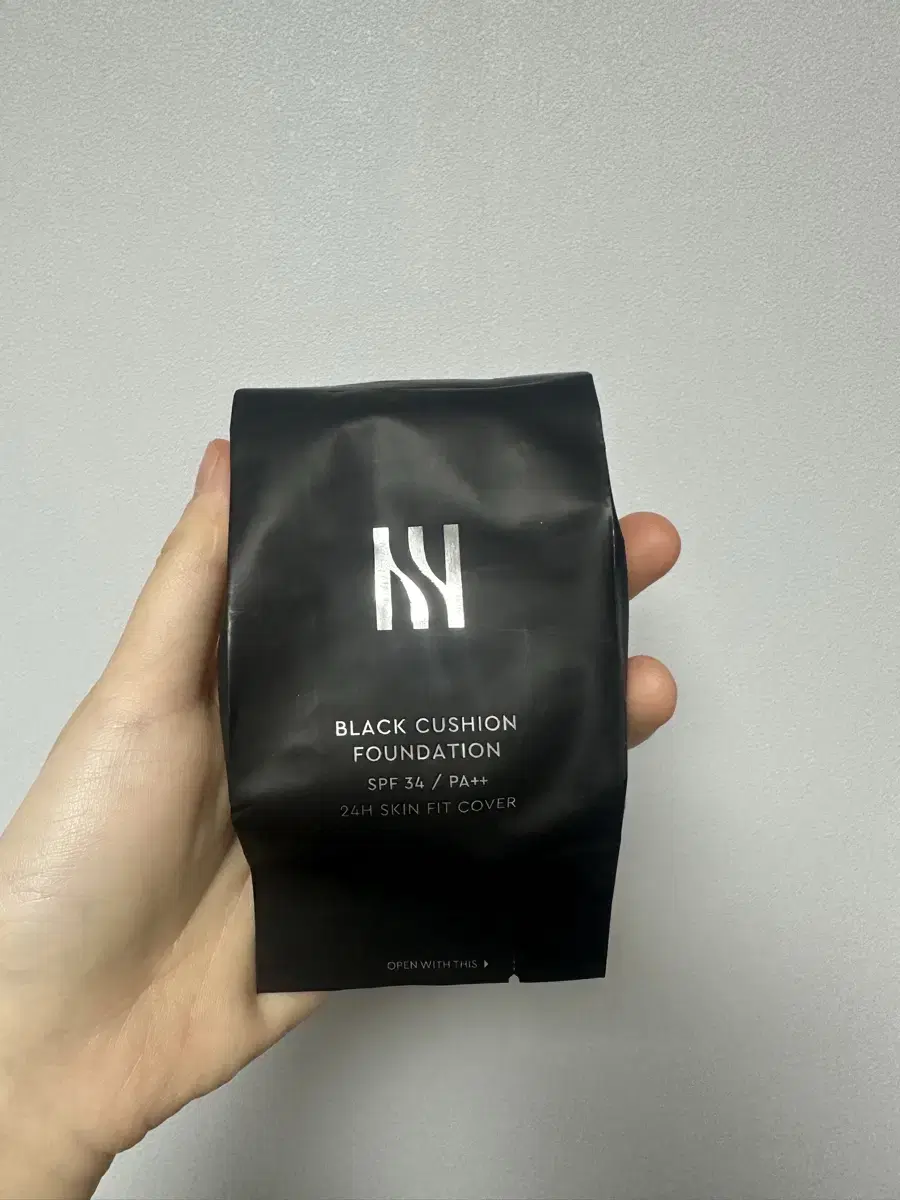 BLACK CUSHION
FOUNDATION
SPF 34 / PA++
24H SKIN FIT COVER
OPEN WITH THIS